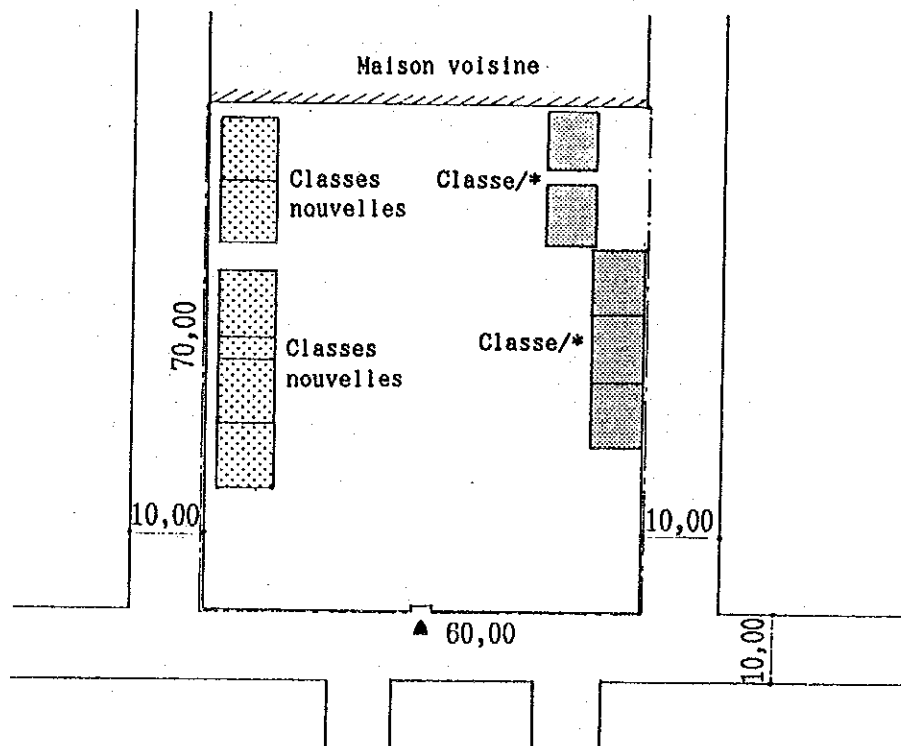 Maison voisine
Classes
nouvelles
Classe/*
70,00
Classes
nouvelles
Classe/*
10,00
10,00
60,00
10,00